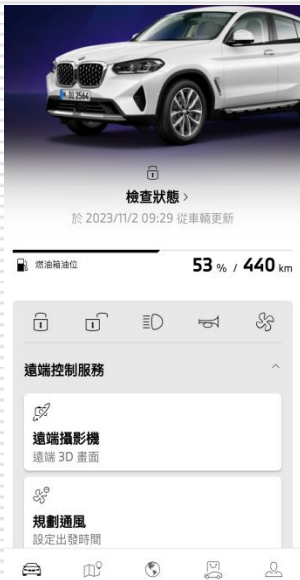 檢查狀態 >
於 2023/11/2 09:29 從車輛更新
燃油箱油位 53 % / 440 km
遠端控制服務
遠端攝影機
遠端 3D 畫面
規劃通風
設定出發時間